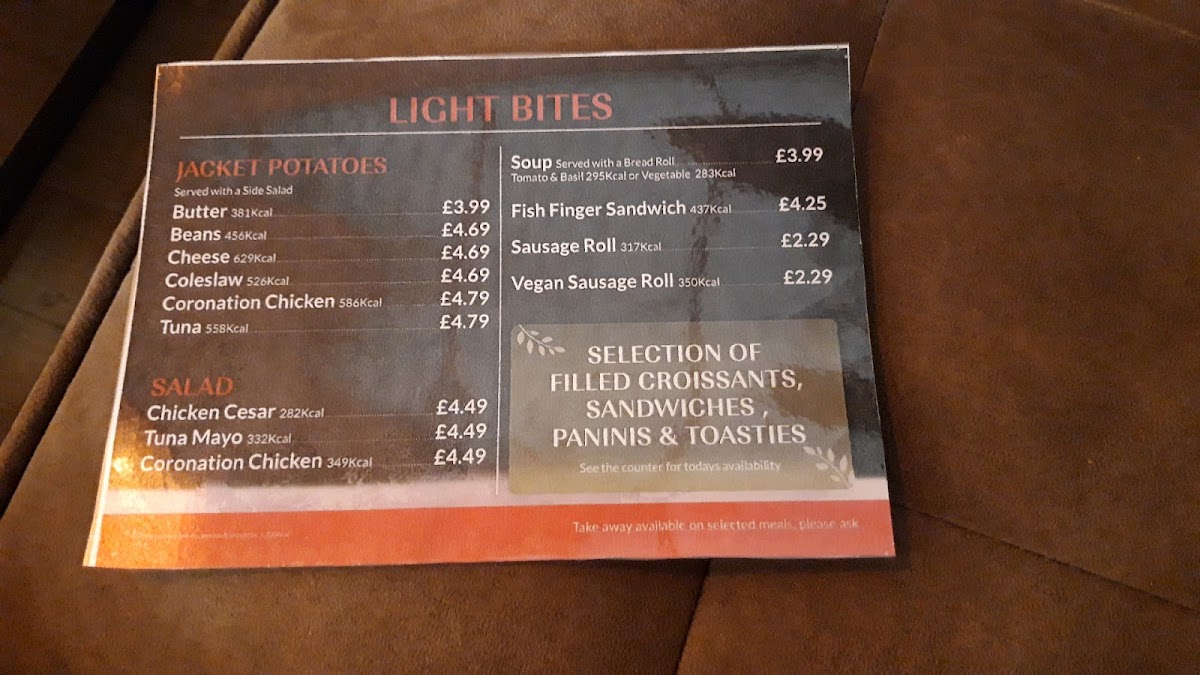 LIGHT BITES
JACKET POTATOES
Served with a Side Salad
Butter 381Kcal £3.99
Beans 456Kcal £4.69
Cheese 629Kcal £4.69
Coleslaw 526Kcal £4.69
Coronation Chicken 586Kcal £4.79
Tuna 558Kcal £4.79
SALAD
Chicken Cesar 282Kcal £4.49
Tuna Mayo 332Kcal £4.49
Coronation Chicken 349Kcal £4.49
Soup Served with a Bread Roll £3.99
Tomato & Basil 295Kcal or Vegetable 283Kcal
Fish Finger Sandwich 437Kcal £4.25
Sausage Roll 317Kcal £2.29
Vegan Sausage Roll 350Kcal £2.29
SELECTION OF
FILLED CROISSANTS,
SANDWICHES ,
PANINIS & TOASTIES
See the counter for todays availability
Take away available on selected meals, please ask